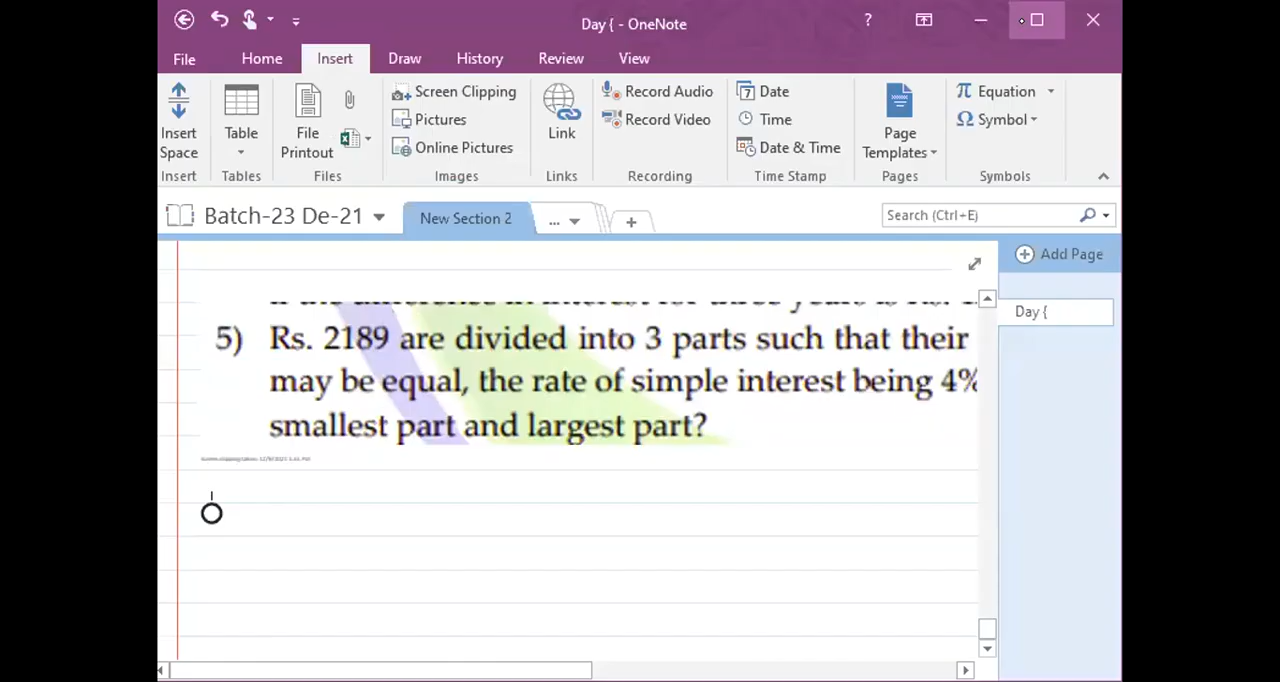 Day { - OneNote
?
File Home Insert Draw History Review View
Insert Space
Table
File Printout
Screen Clipping
Pictures
Online Pictures
Link
Record Audio
Record Video
Date
Time
Date & Time
Page Templates
π Equation
Ω Symbol
Insert Tables Files Images Links Recording Time Stamp Pages Symbols
Batch-23 De-21
New Section 2
...
Search (Ctrl+E)
Add Page
Day {
5) Rs. 2189 are divided into 3 parts such that their
may be equal, the rate of simple interest being 4%
smallest part and largest part?